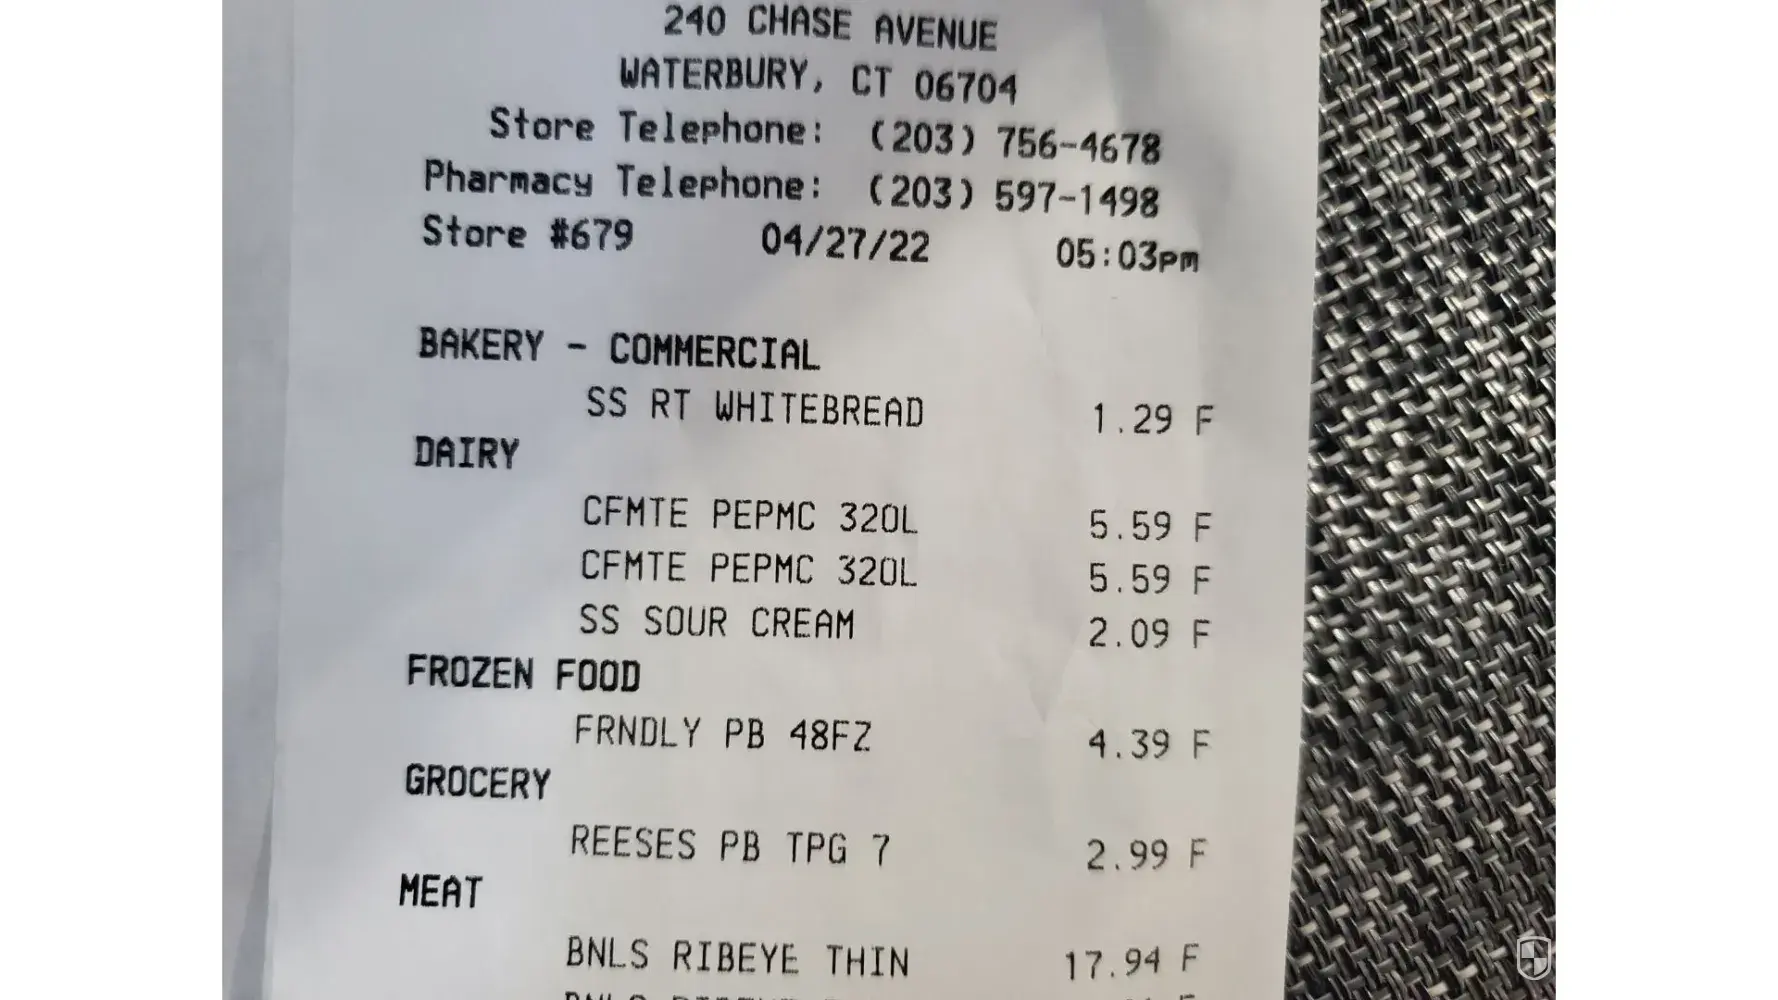 240 CHASE AVENUE
WATERBURY, CT 06704
Store Telephone: (203) 756-4678
Pharmacy Telephone: (203) 597-1498
Store #679 04/27/22 05:03pm
BAKERY - COMMERCIAL
SS RT WHITEBREAD 1.29 F
DAIRY
CFMTE PEPMC 320L 5.59 F
CFMTE PEPMC 320L 5.59 F
SS SOUR CREAM 2.09 F
FROZEN FOOD
FRNDLY PB 48FZ 4.39 F
GROCERY
REESES PB TPG 7 2.99 F
MEAT
BNLS RIBEYE THIN 17.94 F